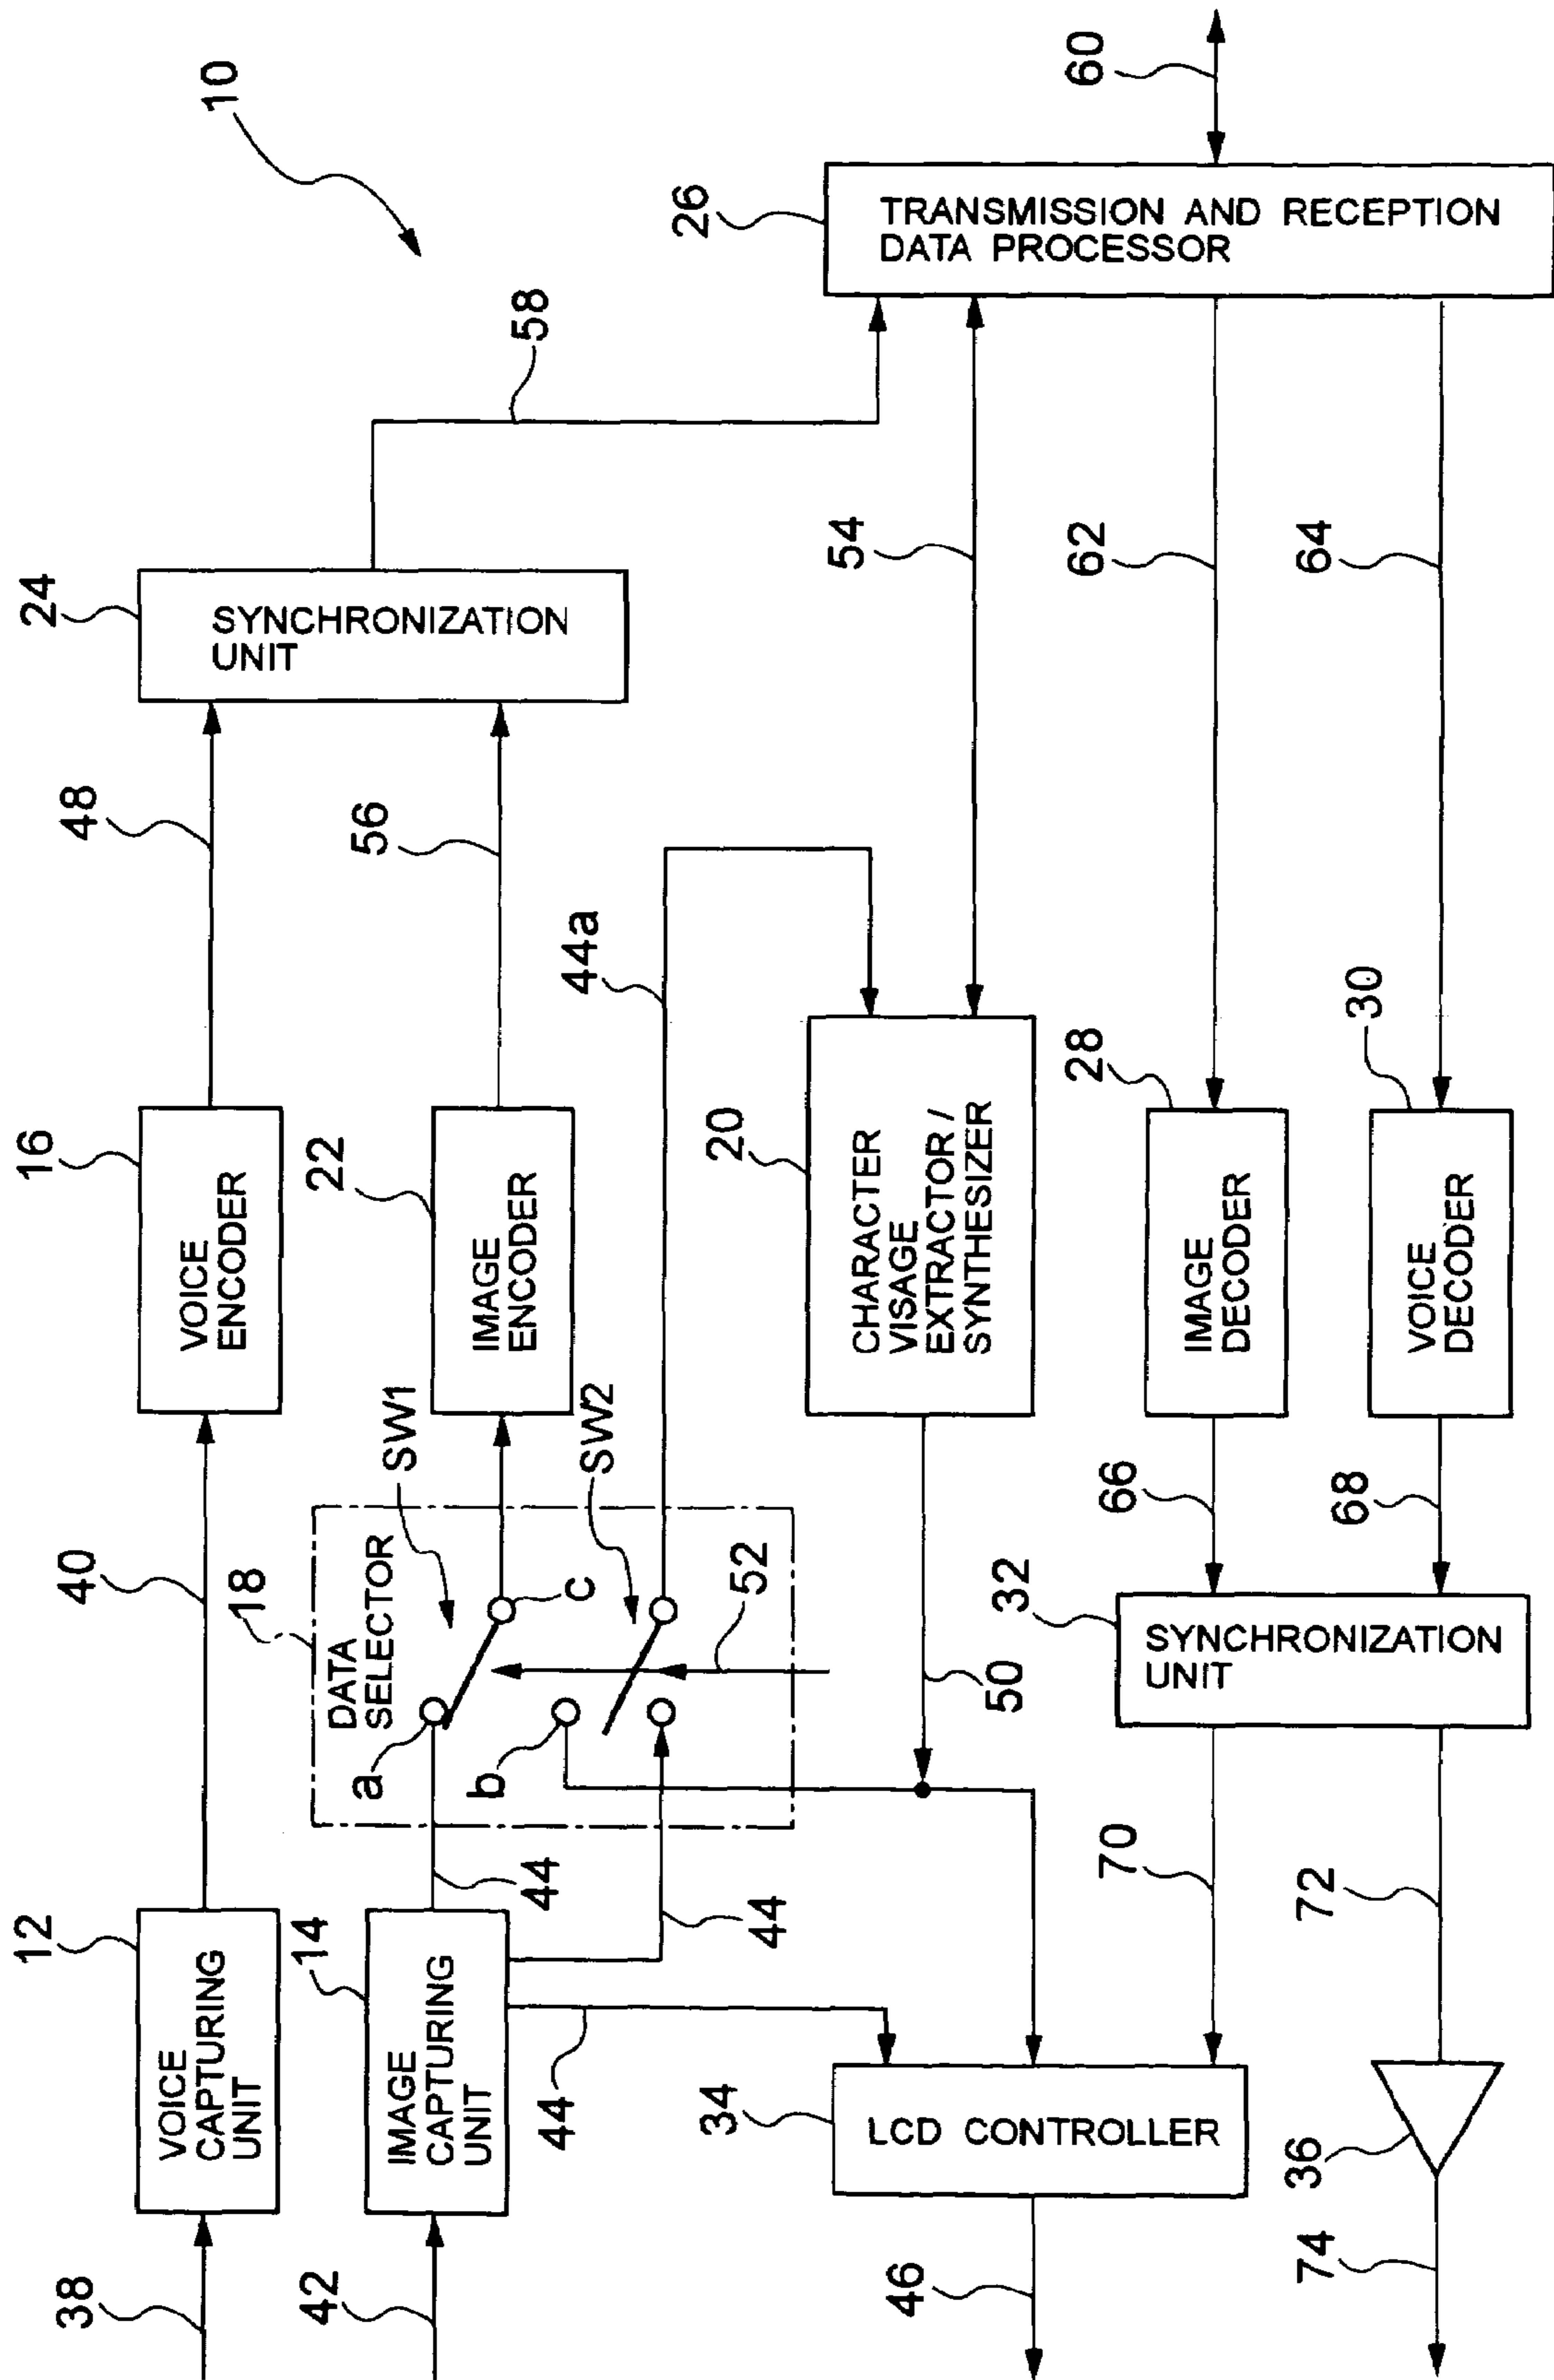 10
38
12
VOICE
CAPTURING
UNIT
40
16
VOICE
ENCODER
48
24
SYNCHRONIZATION
UNIT
58
42
14
IMAGE
CAPTURING
UNIT
44
44
44
18
DATA
SELECTOR
a
b
c
SW1
SW2
52
22
IMAGE
ENCODER
56
44a
20
CHARACTER
VISAGE
EXTRACTOR /
SYNTHESIZER
50
54
26
TRANSMISSION AND RECEPTION
DATA PROCESSOR
60
34
LCD CONTROLLER
46
70
32
SYNCHRONIZATION
UNIT
66
28
IMAGE
DECODER
62
74
36
72
68
30
VOICE
DECODER
64